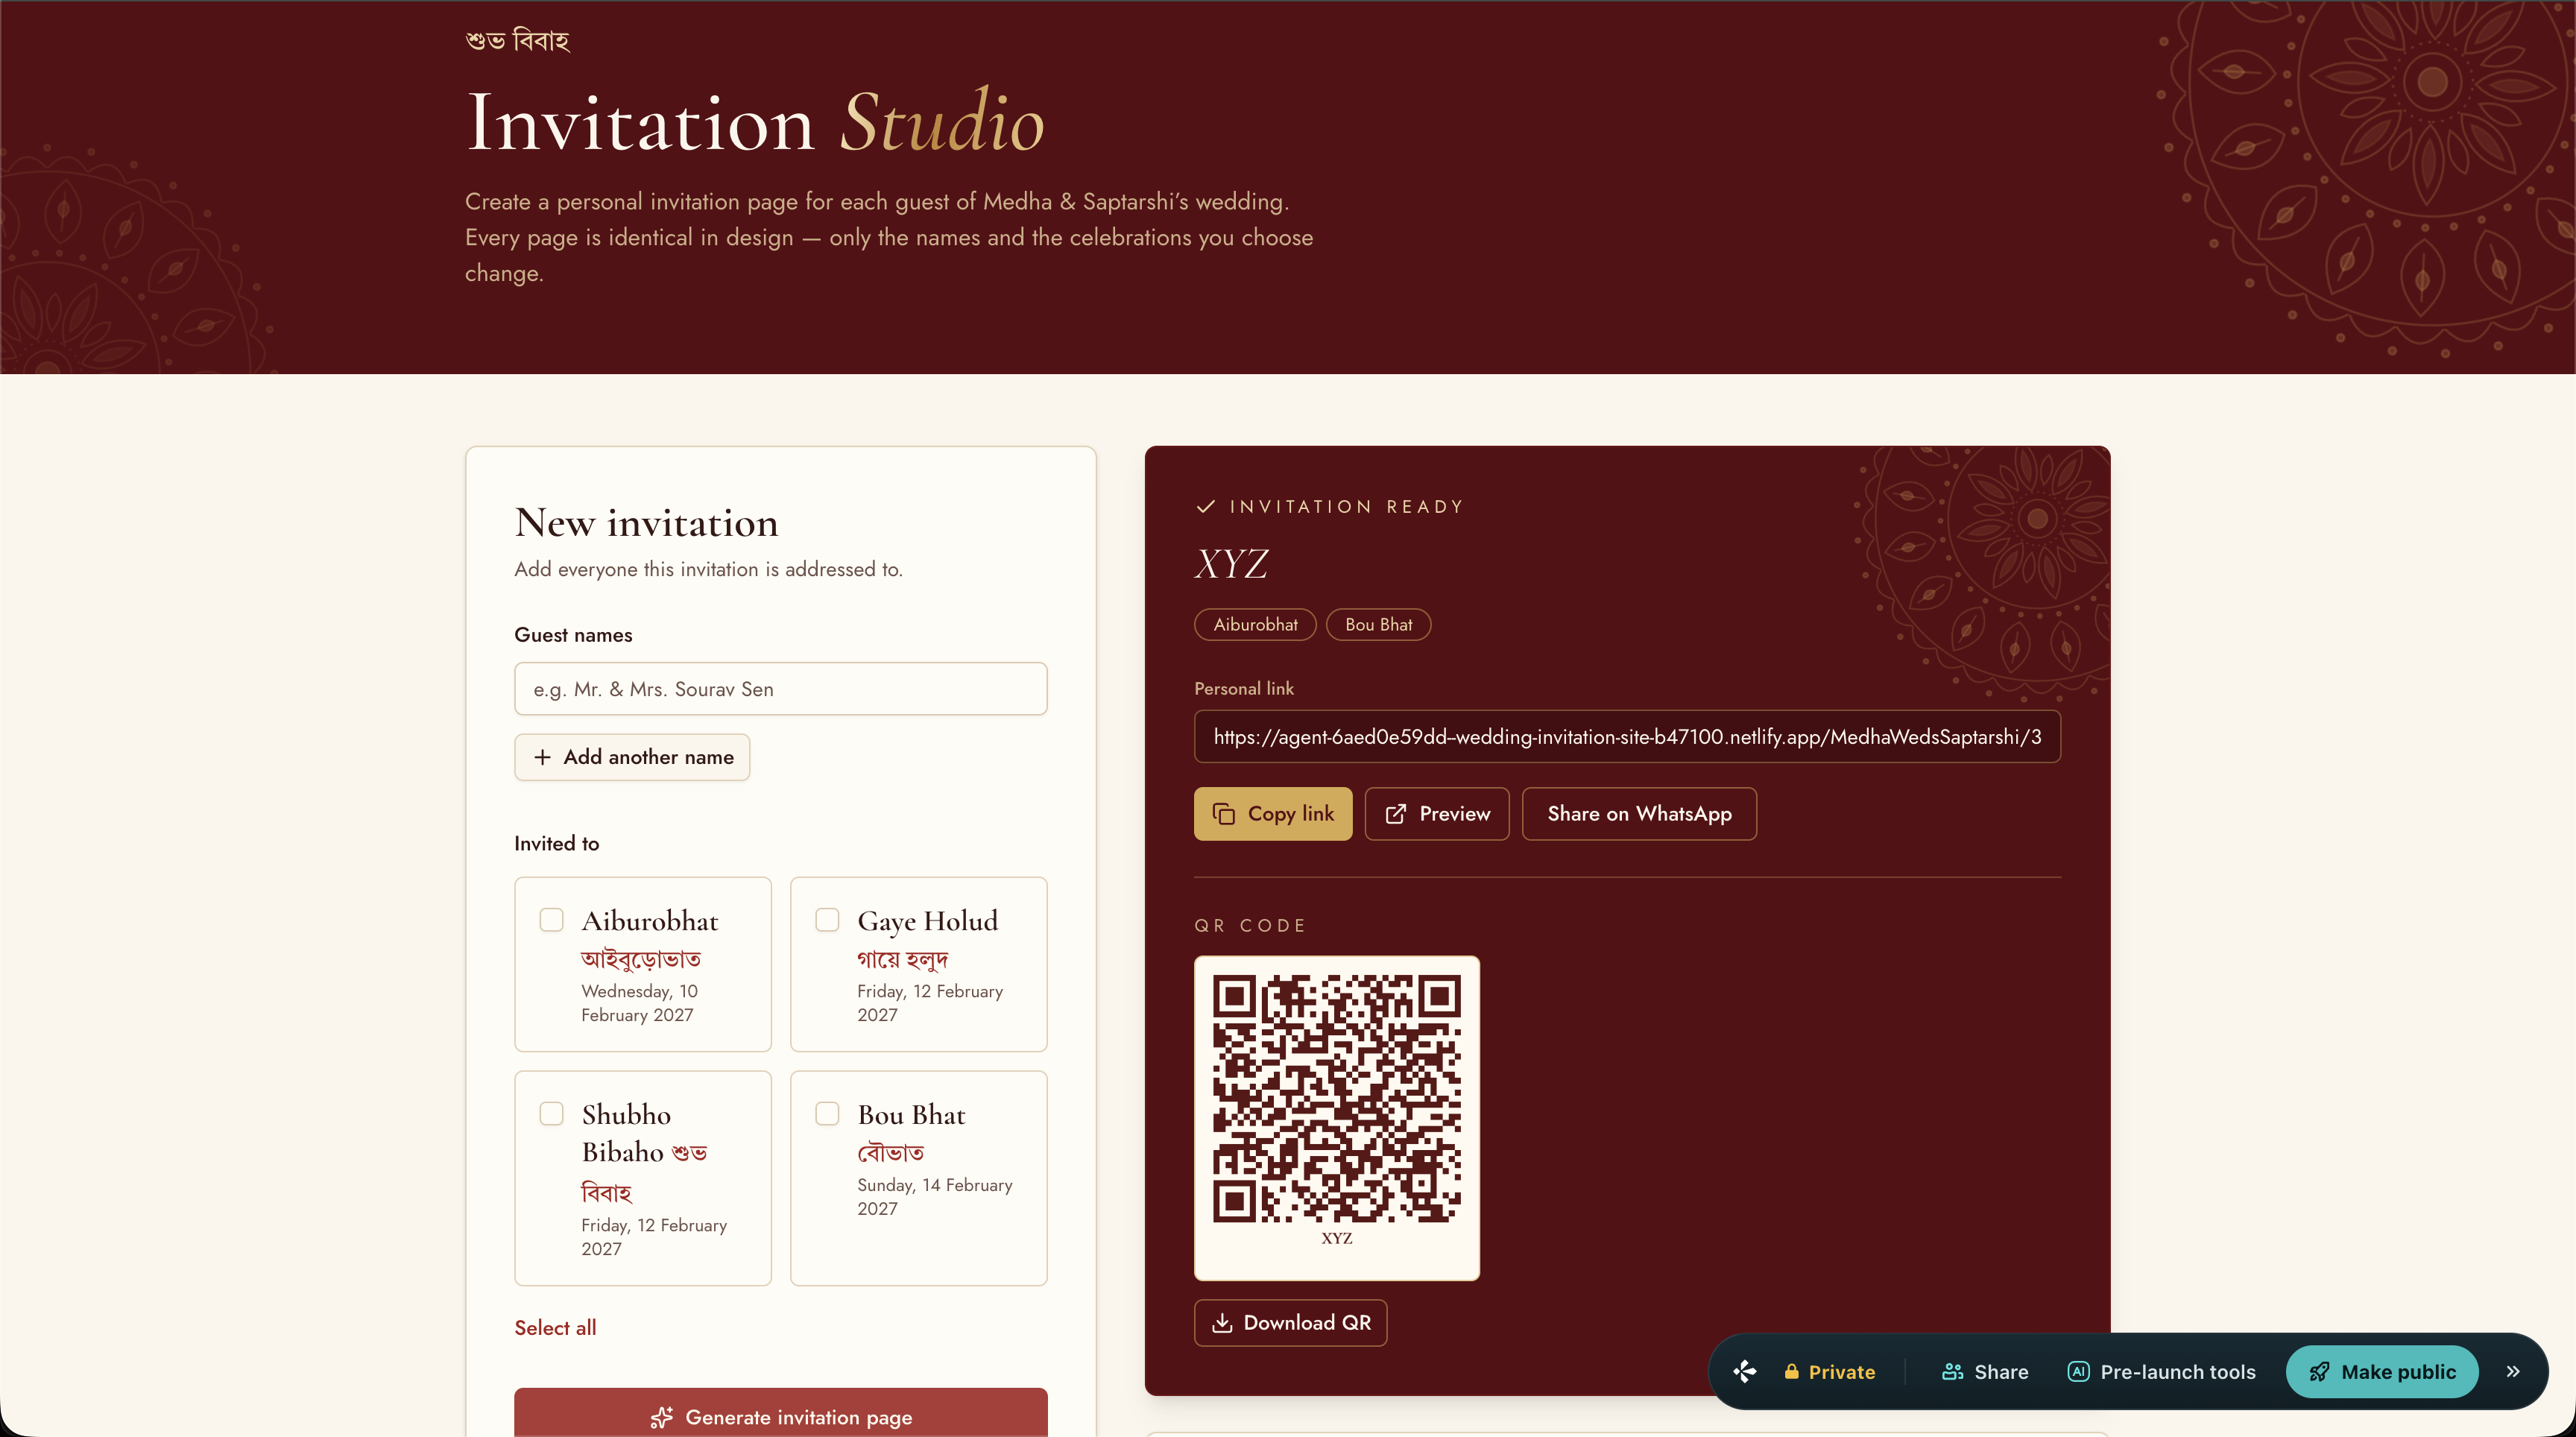 শুভ বিবাহ
Invitation Studio
Create a personal invitation page for each guest of Medha & Saptarshi’s wedding.
Every page is identical in design — only the names and the celebrations you choose
change.
New invitation
Add everyone this invitation is addressed to.
Guest names
e.g. Mr. & Mrs. Sourav Sen
Add another name
Invited to
Aiburobhat
আইবুড়োভাত
Wednesday, 10
February 2027
Gaye Holud
গায়ে হলুদ
Friday, 12 February
2027
Shubho
Bibaho শুভ
বিবাহ
Friday, 12 February
2027
Bou Bhat
বৌভাত
Sunday, 14 February
2027
Select all
Generate invitation page
INVITATION READY
XYZ
Aiburobhat
Bou Bhat
Personal link
https://agent-6aed0e59dd--wedding-invitation-site-b47100.netlify.app/MedhaWedsSaptarshi/3
Copy link
Preview
Share on WhatsApp
QR CODE
XYZ
Download QR
Private
Share
AI Pre-launch tools
Make public